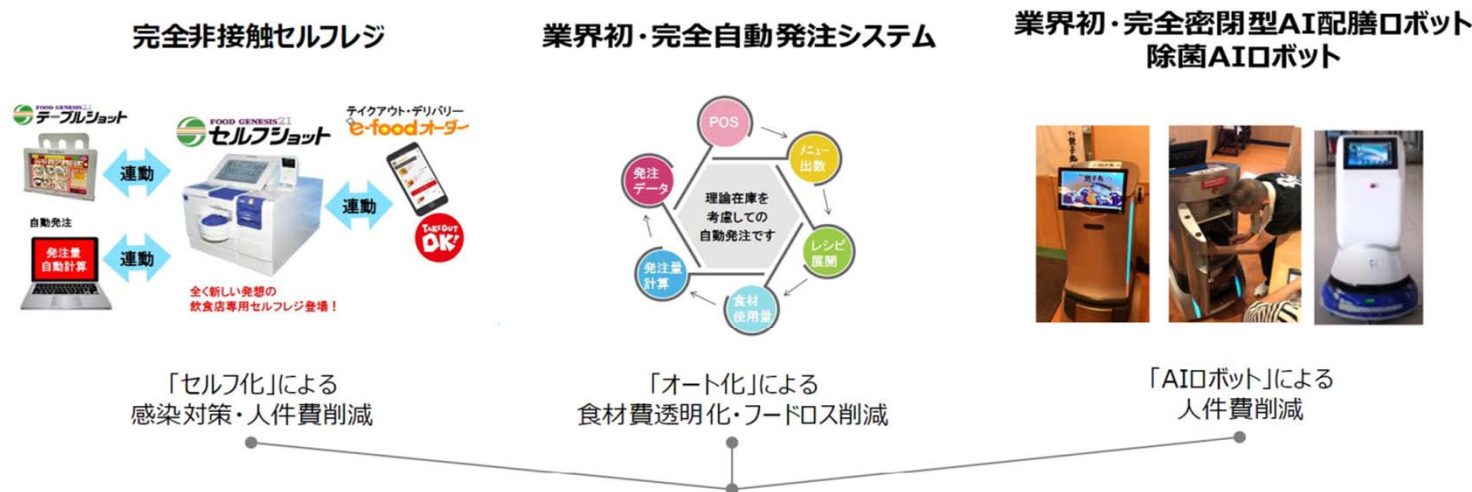 完全非接触セルフレジ
業界初・完全自動発注システム
業界初・完全密閉型AI配膳ロボット
除菌AIロボット
FOOD GENESIS21
テーブルショット
FOOD GENESIS21
セルフショット
テイクアウト・デリバリー
e-foodオーダー
連動
連動
TAKEOUT
OK!
自動発注
発注量
自動計算
連動
全く新しい発想の
飲食店専用セルフレジ登場！
POS
メニュー
出数
レシピ
展開
食材
使用量
発注量
計算
発注
データ
理論在庫を
考慮しての
自動発注です
「セルフ化」による
感染対策・人件費削減
「オート化」による
食材費透明化・フードロス削減
「AIロボット」による
人件費削減